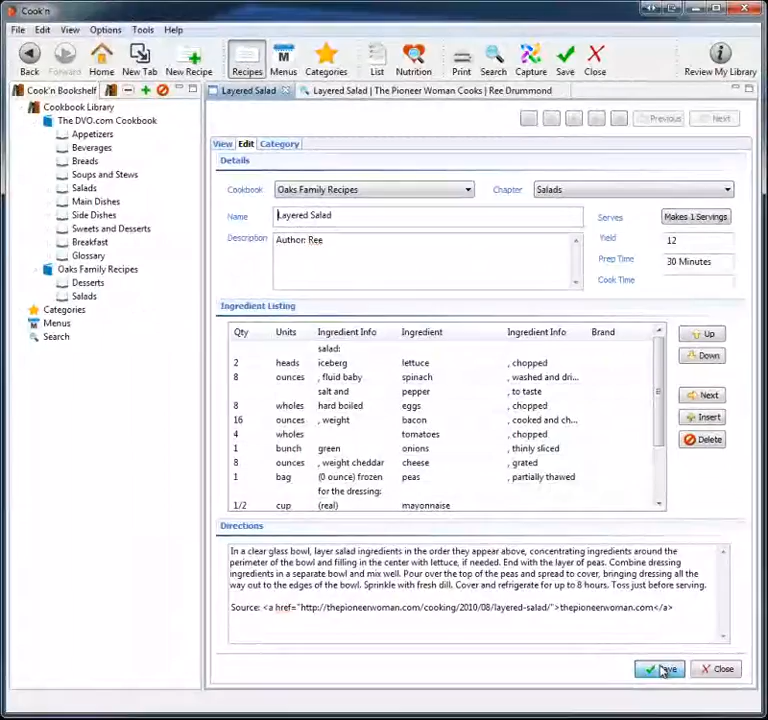 Cook'n
File Edit View Options Tools Help
Back Forward Home New Tab New Recipe Recipes Menus Categories List Nutrition Print Search Capture Save Close Review My Library
Cook'n Bookshelf
Layered Salad
Layered Salad | The Pioneer Woman Cooks | Ree Drummond
Cookbook Library
The DVO.com Cookbook
Appetizers
Beverages
Breads
Soups and Stews
Salads
Main Dishes
Side Dishes
Sweets and Desserts
Breakfast
Glossary
Oaks Family Recipes
Desserts
Salads
Categories
Menus
Search
Previous Next
View Edit Category
Details
Cookbook Oaks Family Recipes Chapter Salads
Name Layered Salad Serves Makes 1 Servings
Description Author: Ree Yield 12
Prep Time 30 Minutes
Cook Time
Ingredient Listing
Qty Units Ingredient Info Ingredient Ingredient Info Brand
salad:
2 heads iceberg lettuce , chopped
8 ounces , fluid baby spinach , washed and dri...
salt and pepper , to taste
8 wholes hard boiled eggs , chopped
16 ounces , weight bacon , cooked and ch...
4 wholes tomatoes , chopped
1 bunch green onions , thinly sliced
8 ounces , weight cheddar cheese , grated
1 bag (0 ounce) frozen peas , partially thawed
for the dressing:
1/2 cup (real) mayonnaise
Up
Down
Next
Insert
Delete
Directions
In a clear glass bowl, layer salad ingredients in the order they appear above, concentrating ingredients around the
perimeter of the bowl and filling in the center with lettuce, if needed. End with the layer of peas. Combine dressing
ingredients in a separate bowl and mix well. Pour over the top of the peas and spread to cover, bringing dressing all the
way out to the edges of the bowl. Sprinkle with fresh dill. Cover and refrigerate for up to 8 hours. Toss just before serving.
Source: <a href="http://thepioneerwoman.com/cooking/2010/08/layered-salad/">thepioneerwoman.com</a>
Save Close